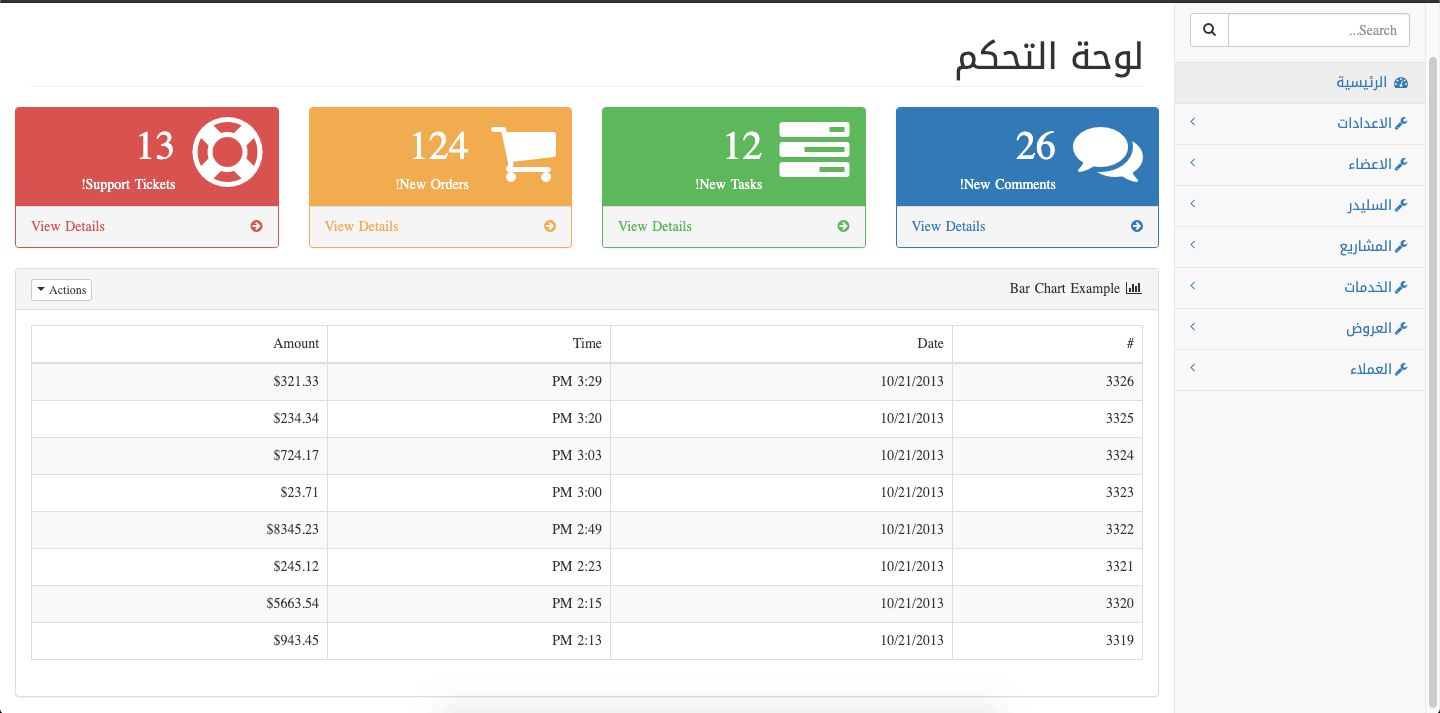 Search...
الرئيسية
الاعدادات
الاعضاء
السليدر
المشاريع
الخدمات
العروض
العملاء
لوحة التحكم
26
!New Comments
View Details
12
!New Tasks
View Details
124
!New Orders
View Details
13
!Support Tickets
View Details
Bar Chart Example
Actions
# Date Time Amount
3326 10/21/2013 PM 3:29 $321.33
3325 10/21/2013 PM 3:20 $234.34
3324 10/21/2013 PM 3:03 $724.17
3323 10/21/2013 PM 3:00 $23.71
3322 10/21/2013 PM 2:49 $8345.23
3321 10/21/2013 PM 2:23 $245.12
3320 10/21/2013 PM 2:15 $5663.54
3319 10/21/2013 PM 2:13 $943.45